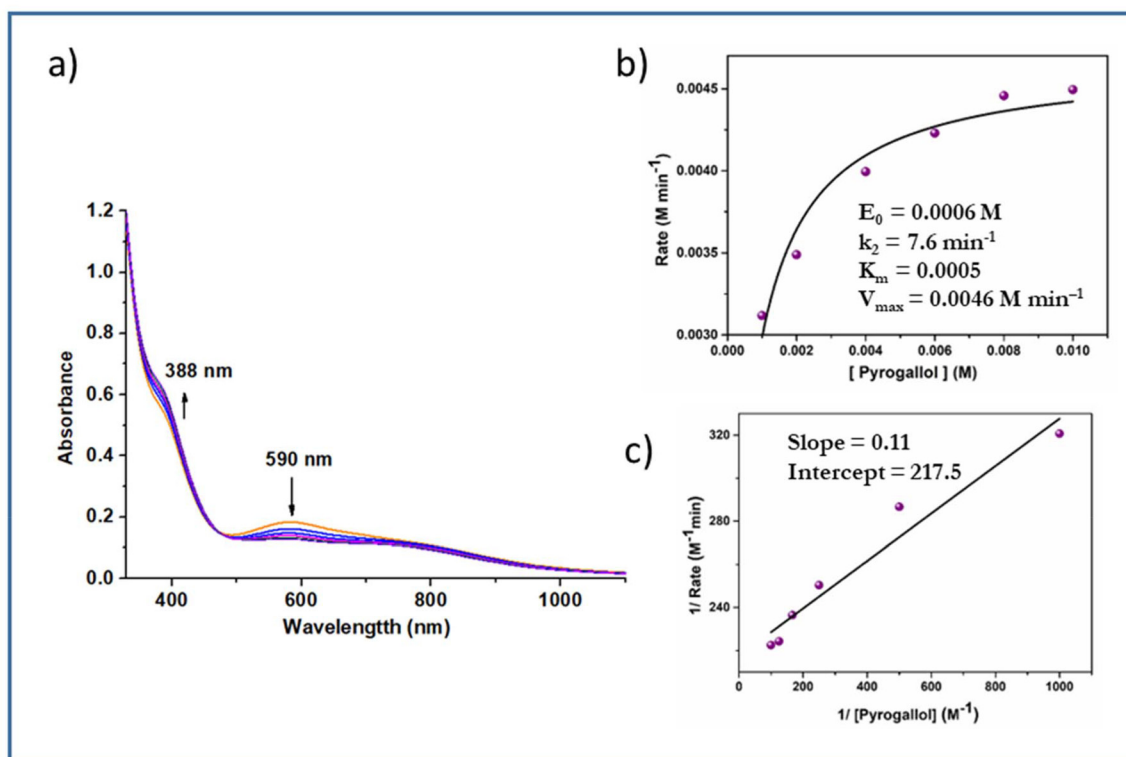 a)
1.2
1.0
0.8
0.6
0.4
0.2
0.0
Absorbance
388 nm
590 nm
400
600
800
1000
Wavelengtth (nm)
b)
0.0045
0.0040
0.0035
0.0030
Rate (M min⁻¹)
E₀ = 0.0006 M
k₂ = 7.6 min⁻¹
Kₘ = 0.0005
Vₘₐₓ = 0.0046 M min⁻¹
0.000
0.002
0.004
0.006
0.008
0.010
[ Pyrogallol ] (M)
c)
320
280
240
1/ Rate (M⁻¹min)
Slope = 0.11
Intercept = 217.5
0
200
400
600
800
1000
1/ [Pyrogallol] (M⁻¹)